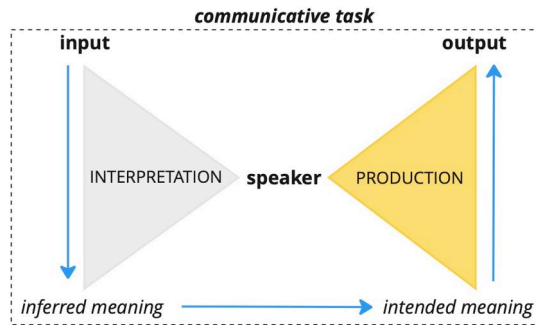 communicative task
input
output
INTERPRETATION
speaker
PRODUCTION
inferred meaning
intended meaning